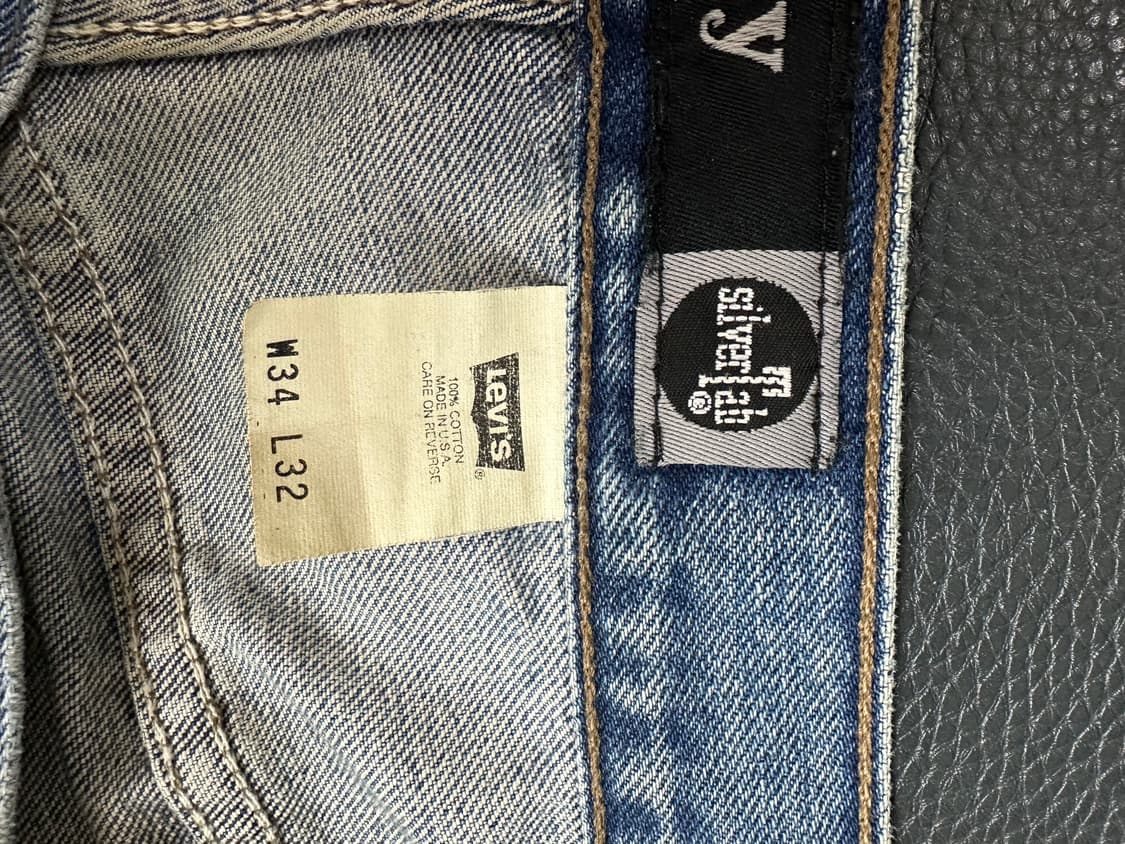 y
silverTab®
LEVI'S®
100% COTTON
MADE IN U.S.A.
CARE ON REVERSE
W34 L32